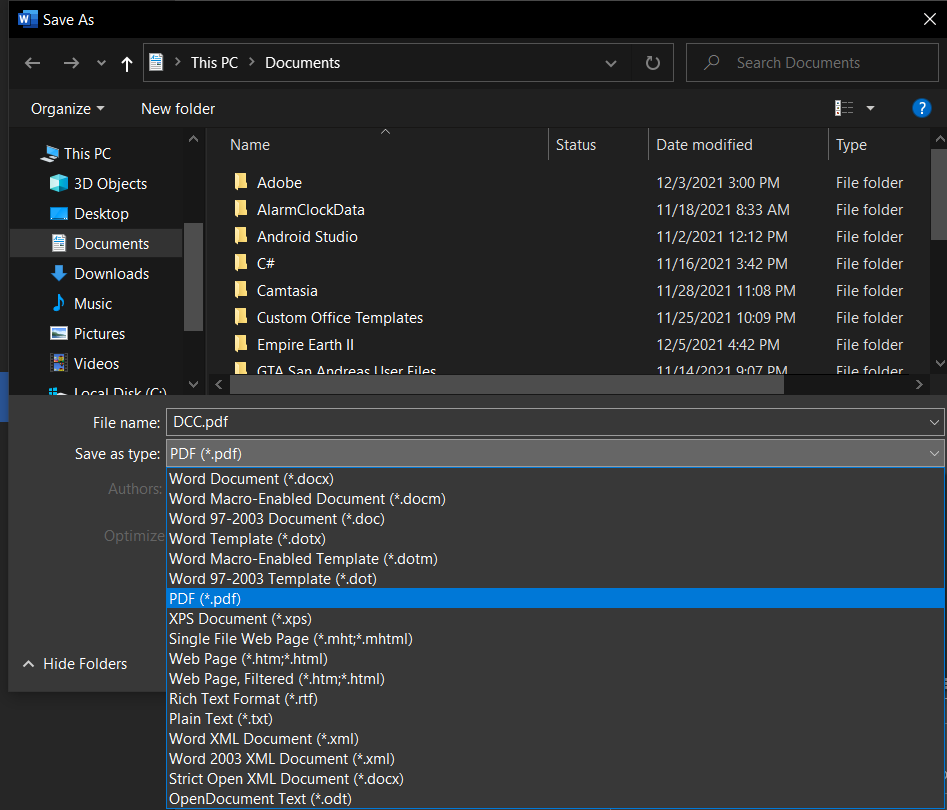 Save As
This PC > Documents
Search Documents
Organize New folder
Name Status Date modified Type
This PC
3D Objects
Desktop
Documents
Downloads
Music
Pictures
Videos
Local Disk (C:)
Adobe 12/3/2021 3:00 PM File folder
AlarmClockData 11/18/2021 8:33 AM File folder
Android Studio 11/2/2021 12:12 PM File folder
C# 11/16/2021 3:42 PM File folder
Camtasia 11/28/2021 11:08 PM File folder
Custom Office Templates 11/25/2021 10:09 PM File folder
Empire Earth II 12/5/2021 4:42 PM File folder
GTA San Andreas User Files 11/14/2021 9:07 PM File folder
File name: DCC.pdf
Save as type: PDF (*.pdf)
Authors:
Optimize
Word Document (*.docx)
Word Macro-Enabled Document (*.docm)
Word 97-2003 Document (*.doc)
Word Template (*.dotx)
Word Macro-Enabled Template (*.dotm)
Word 97-2003 Template (*.dot)
PDF (*.pdf)
XPS Document (*.xps)
Single File Web Page (*.mht;*.mhtml)
Web Page (*.htm;*.html)
Web Page, Filtered (*.htm;*.html)
Rich Text Format (*.rtf)
Plain Text (*.txt)
Word XML Document (*.xml)
Word 2003 XML Document (*.xml)
Strict Open XML Document (*.docx)
OpenDocument Text (*.odt)
Hide Folders